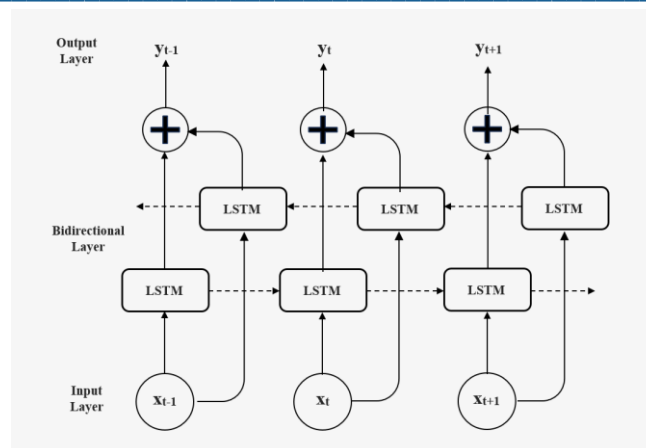 Output
Layer
yt-1
yt
yt+1
LSTM
LSTM
LSTM
Bidirectional
Layer
LSTM
LSTM
LSTM
Input
Layer
xt-1
xt
xt+1